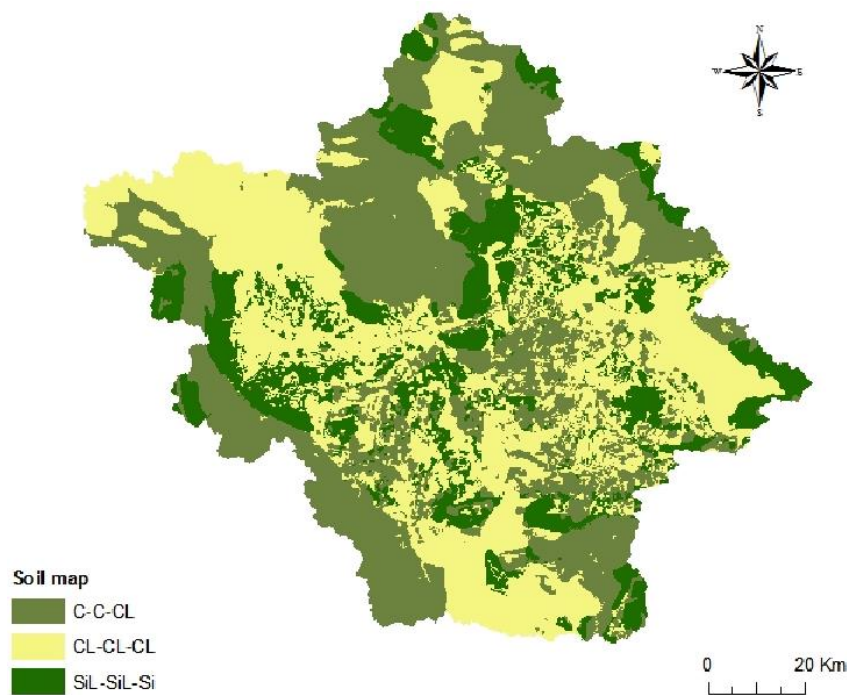 N
W E
S
Soil map
C-C-CL
CL-CL-CL
SiL-SiL-Si
0 20 Km